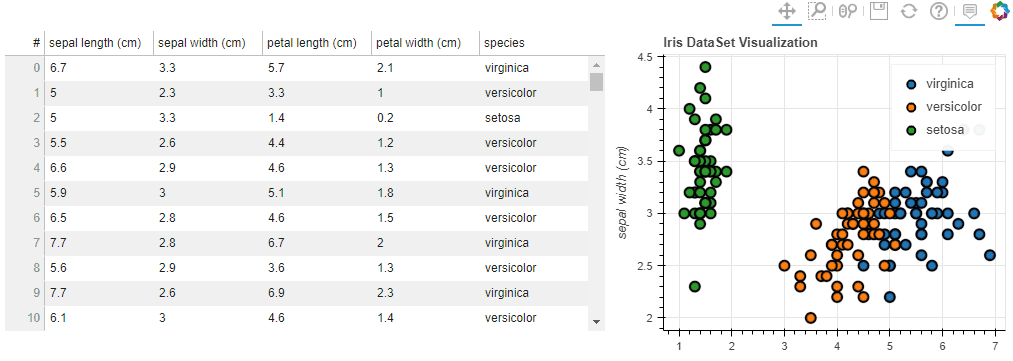 # sepal length (cm) sepal width (cm) petal length (cm) petal width (cm) species
0 6.7 3.3 5.7 2.1 virginica
1 5 2.3 3.3 1 versicolor
2 5 3.3 1.4 0.2 setosa
3 5.5 2.6 4.4 1.2 versicolor
4 6.6 2.9 4.6 1.3 versicolor
5 5.9 3 5.1 1.8 virginica
6 6.5 2.8 4.6 1.5 versicolor
7 7.7 2.8 6.7 2 virginica
8 5.6 2.9 3.6 1.3 versicolor
9 7.7 2.6 6.9 2.3 virginica
10 6.1 3 4.6 1.4 versicolor
Iris DataSet Visualization
virginica
versicolor
setosa
sepal width (cm)
4.5
4
3.5
3
2.5
2
1 2 3 4 5 6 7